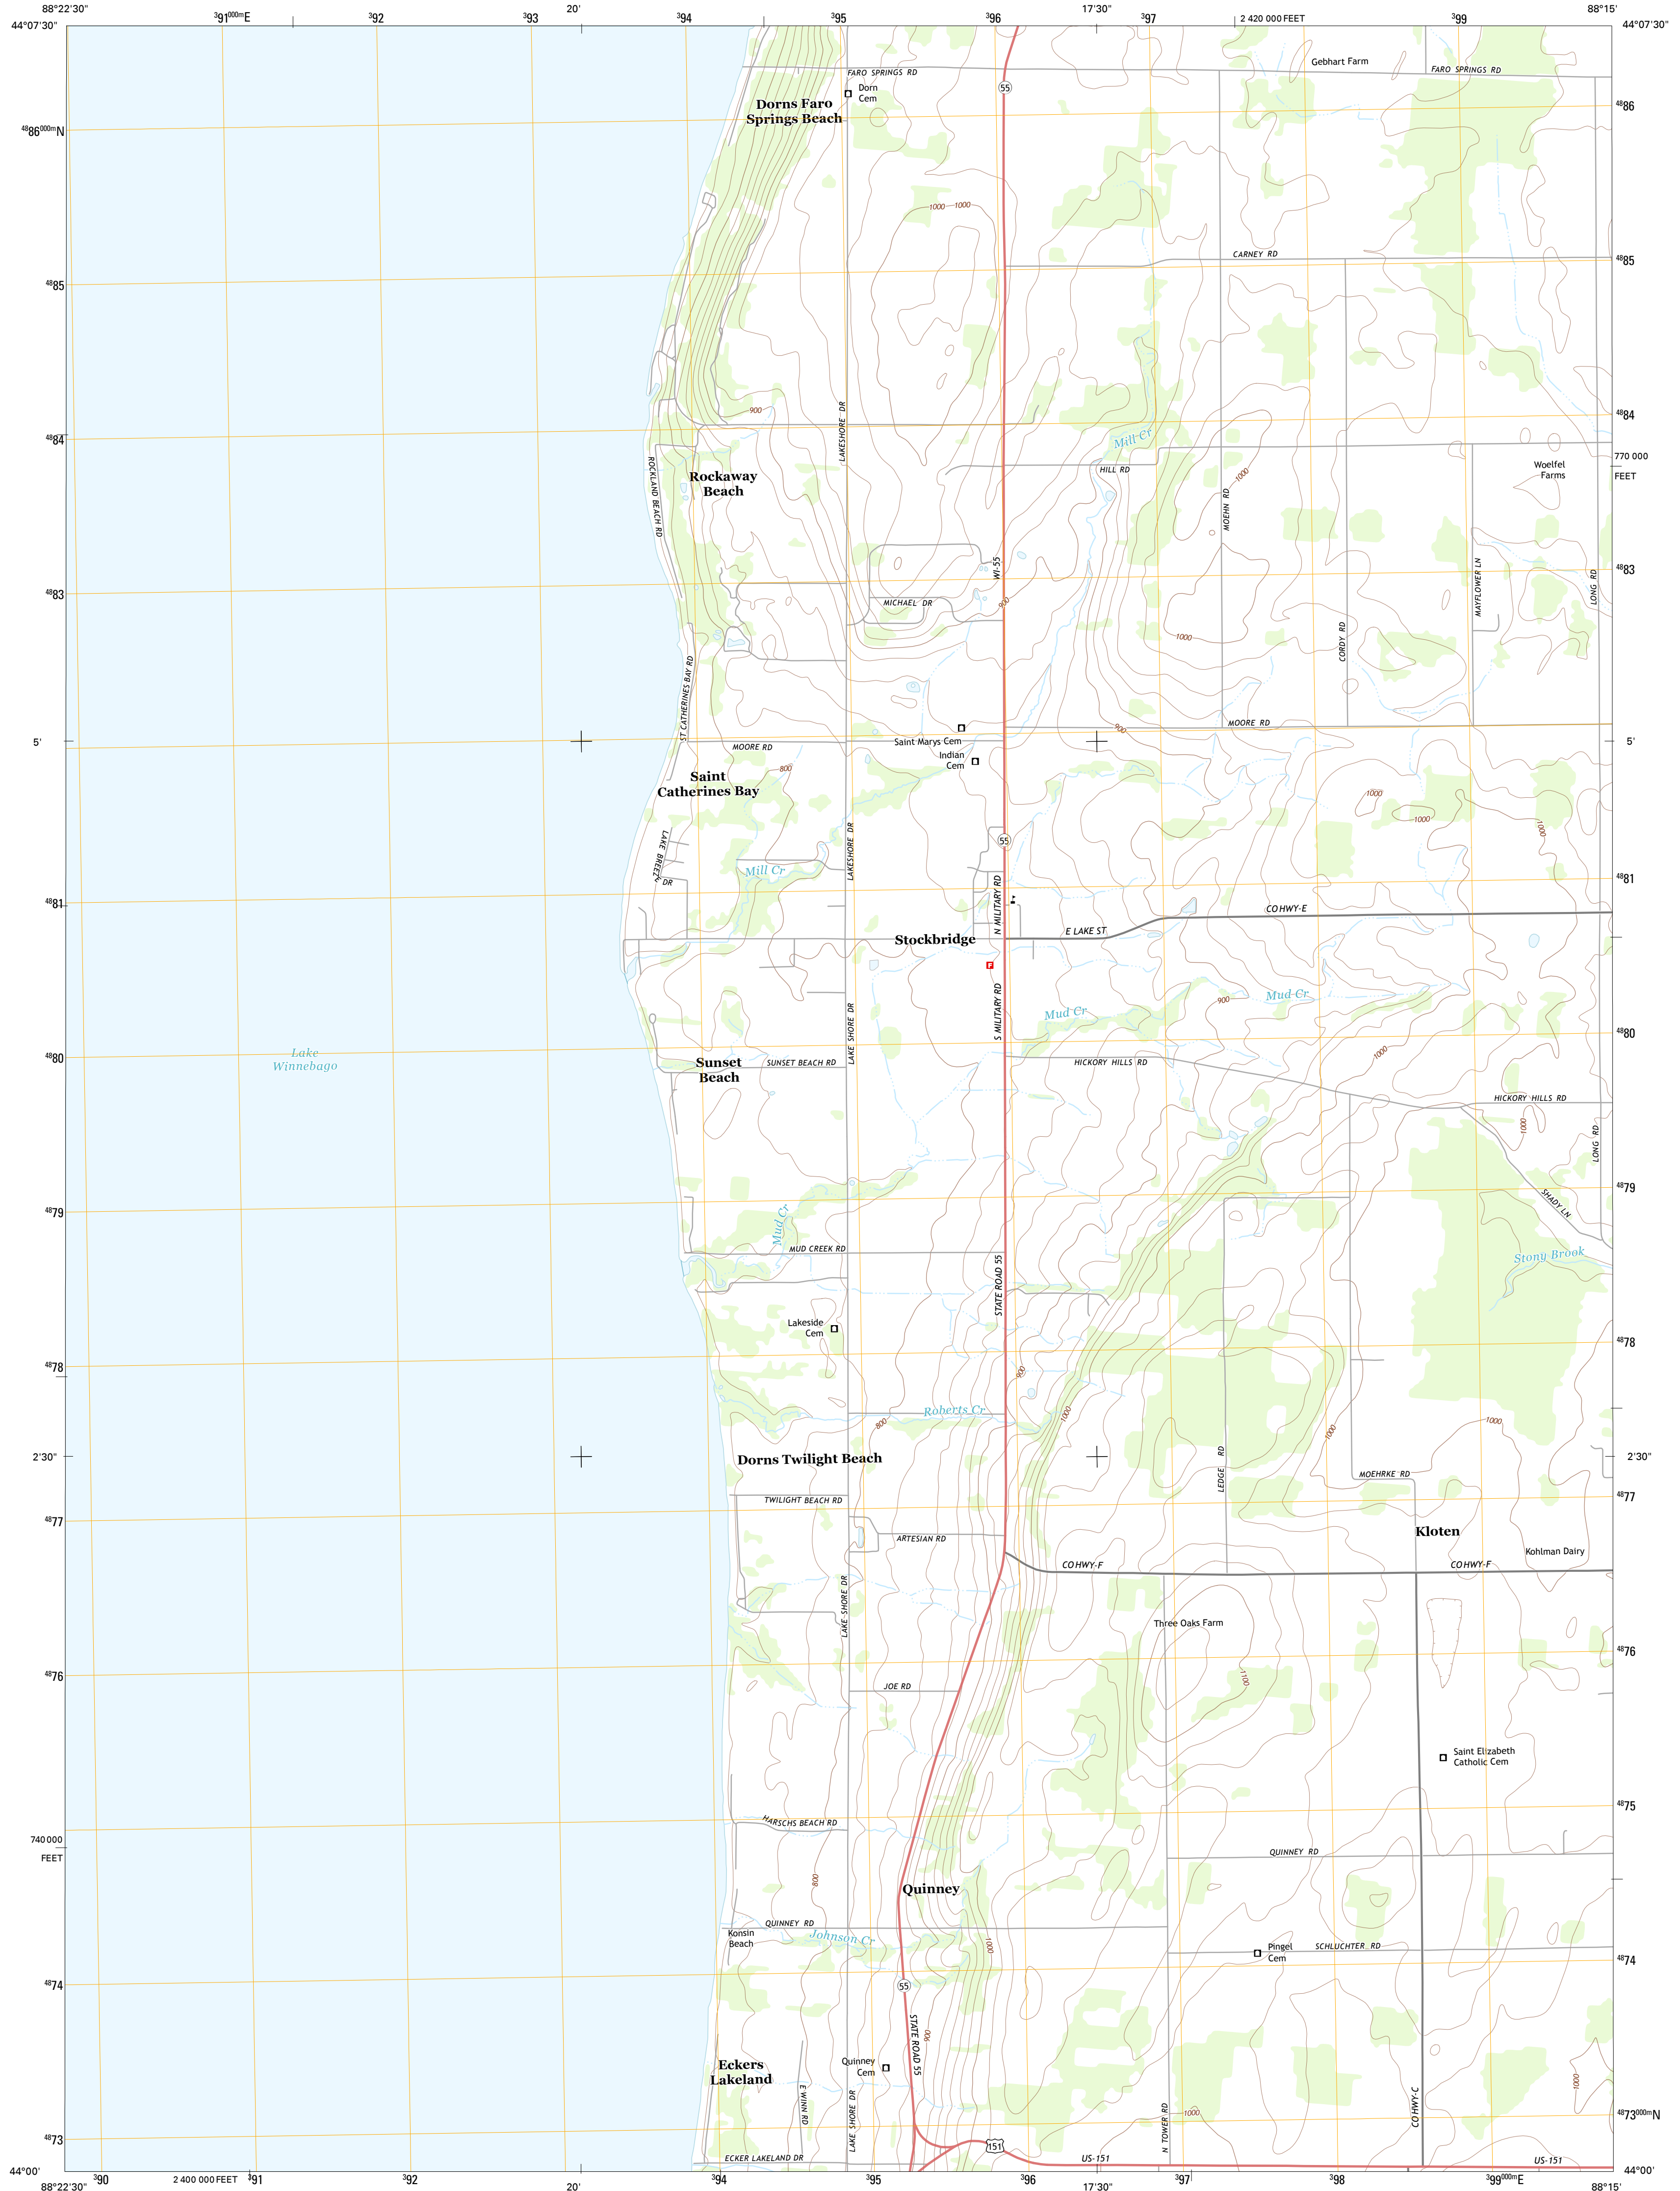 88°22'30"
³91⁰⁰⁰ᵐE
³92
³93
20'
³94
³95
³96
17'30"
³97
2 420 000 FEET
³99
88°15'
44°07'30"
44°07'30"
Gebhart Farm
FARO SPRINGS RD
FARO SPRINGS RD
55
Dorn
Cem
Dorns Faro
Springs Beach
⁴⁸86
⁴⁸86⁰⁰⁰ᵐN
1000
1000
CARNEY RD
⁴⁸85
⁴⁸85
900
LAKESHORE DR
⁴⁸84
⁴⁸84
Mill Cr
770 000
FEET
HILL RD
1000
Woelfel
Farms
Rockaway
Beach
ROCKLAND BEACH RD
MOEHN RD
WI-55
⁴⁸83
⁴⁸83
MAYFLOWER LN
LONG RD
MICHAEL DR
900
1000
CORDY RD
ST CATHERINES BAY RD
MOORE RD
900
5'
Saint Marys Cem
5'
MOORE RD
Indian
Cem
800
Saint
Catherines Bay
1000
1000
1000
LAKE BREEZE
DR
LAKESHORE DR
55
Mill Cr
⁴⁸81
⁴⁸81
N MILITARY RD
CO HWY-E
E LAKE ST
Stockbridge
F
900
Mud Cr
Mud Cr
S MILITARY RD
LAKE SHORE DR
⁴⁸80
⁴⁸80
Lake
Winnebago
Sunset
Beach
SUNSET BEACH RD
HICKORY HILLS RD
1000
HICKORY HILLS RD
1000
LONG RD
⁴⁸79
⁴⁸79
SHADY LN
Mud Cr
MUD CREEK RD
Stony Brook
STATE ROAD 55
Lakeside
Cem
⁴⁸78
⁴⁸78
900
Roberts Cr
800
1000
1000
1000
Dorns Twilight Beach
2'30"
2'30"
LEDGE RD
MOEHRKE RD
TWILIGHT BEACH RD
⁴⁸77
⁴⁸77
ARTESIAN RD
Kloten
Kohlman Dairy
CO HWY-F
CO HWY-F
LAKE SHORE DR
Three Oaks Farm
⁴⁸76
⁴⁸76
1100
JOE RD
Saint Elizabeth
Catholic Cem
⁴⁸75
HARSCHS BEACH RD
740 000
FEET
QUINNEY RD
800
Quinney
QUINNEY RD
Konsin
Beach
Johnson Cr
1000
Pingel
Cem
SCHLUCHTER RD
⁴⁸74
⁴⁸74
55
STATE ROAD 55
900
Eckers
Lakeland
Quinney
Cem
E WINN RD
LAKE SHORE DR
N TOWER RD
1000
CO HWY-C
1000
⁴⁸73⁰⁰⁰ᵐN
⁴⁸73
151
ECKER LAKELAND DR
US-151
US-151
44°00'
44°00'
³90
2 400 000 FEET
³91
³92
³94
³95
³96
³97
³98
³99⁰⁰⁰ᵐE
88°22'30"
20'
17'30"
88°15'